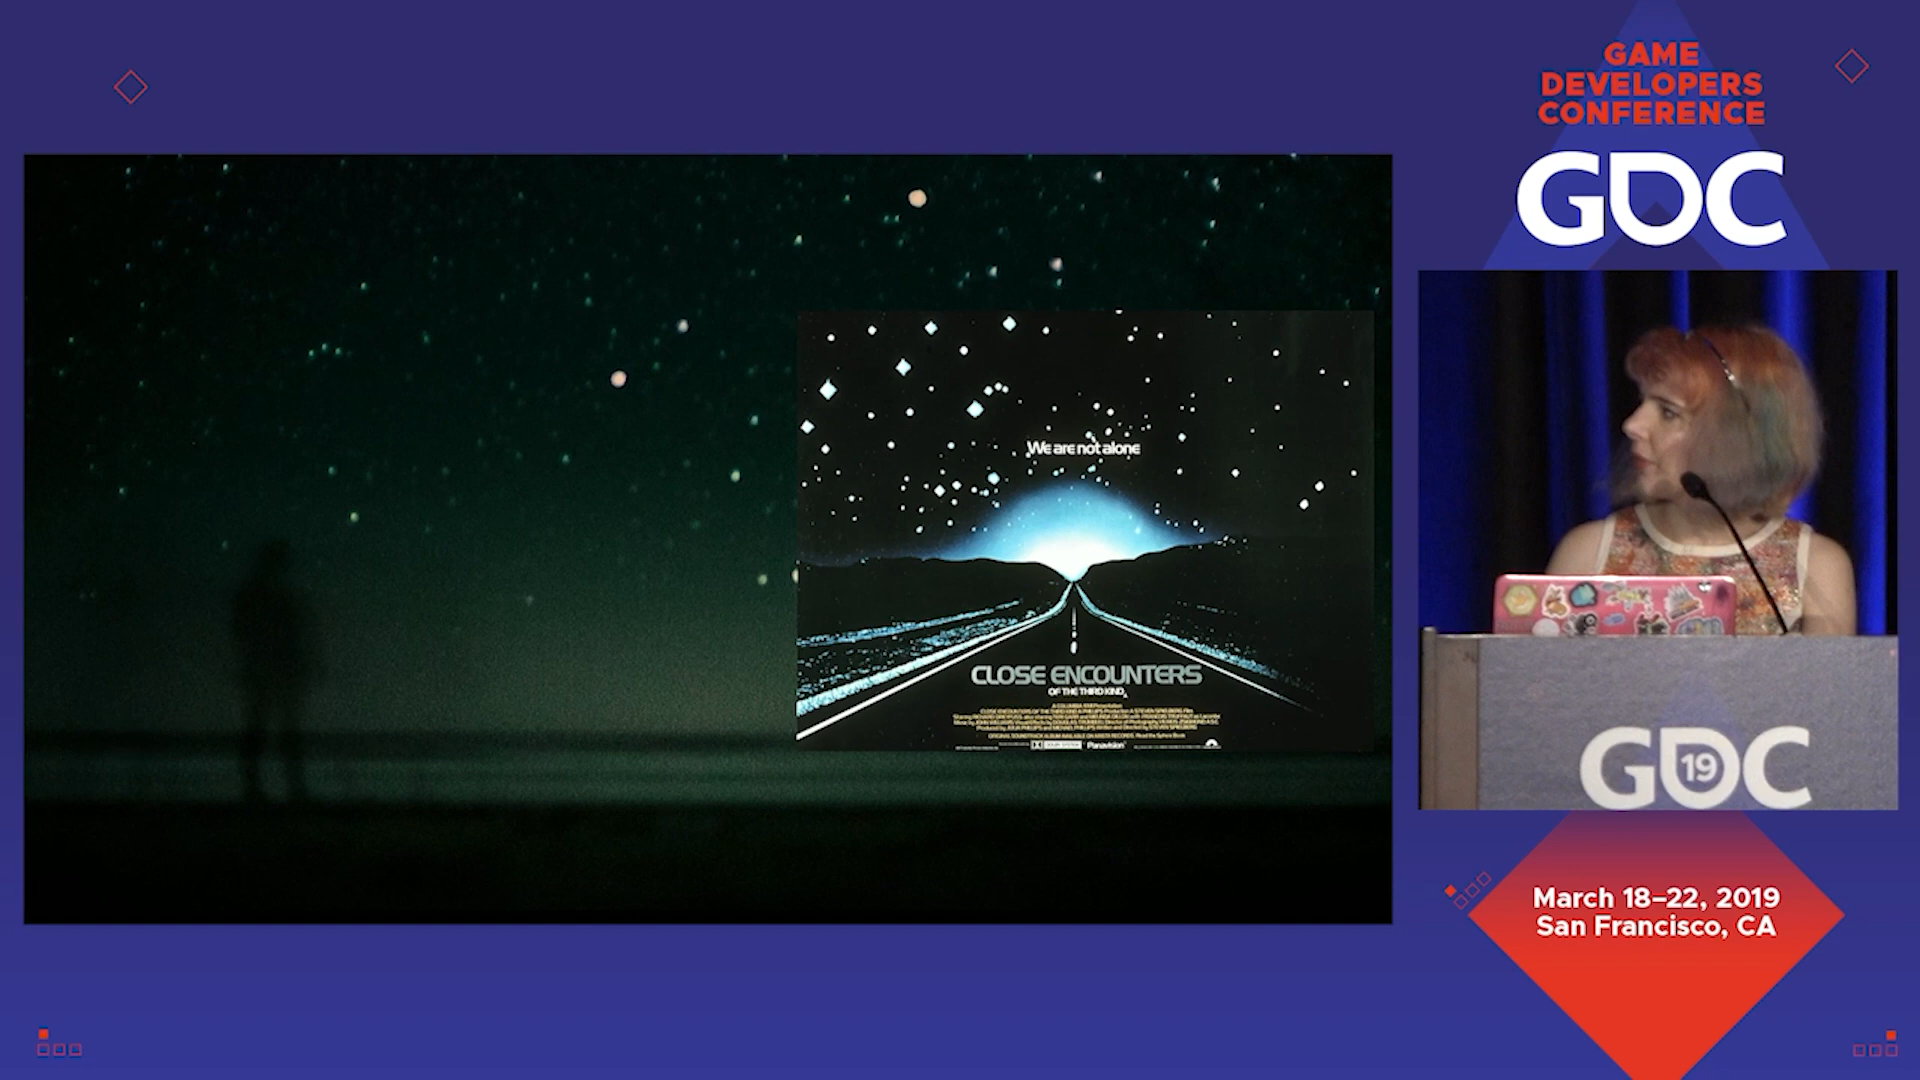 GAME
DEVELOPERS
CONFERENCE
GDC
We are not alone
CLOSE ENCOUNTERS
OF THE THIRD KIND
Panavision
GDC
19
March 18–22, 2019
San Francisco, CA